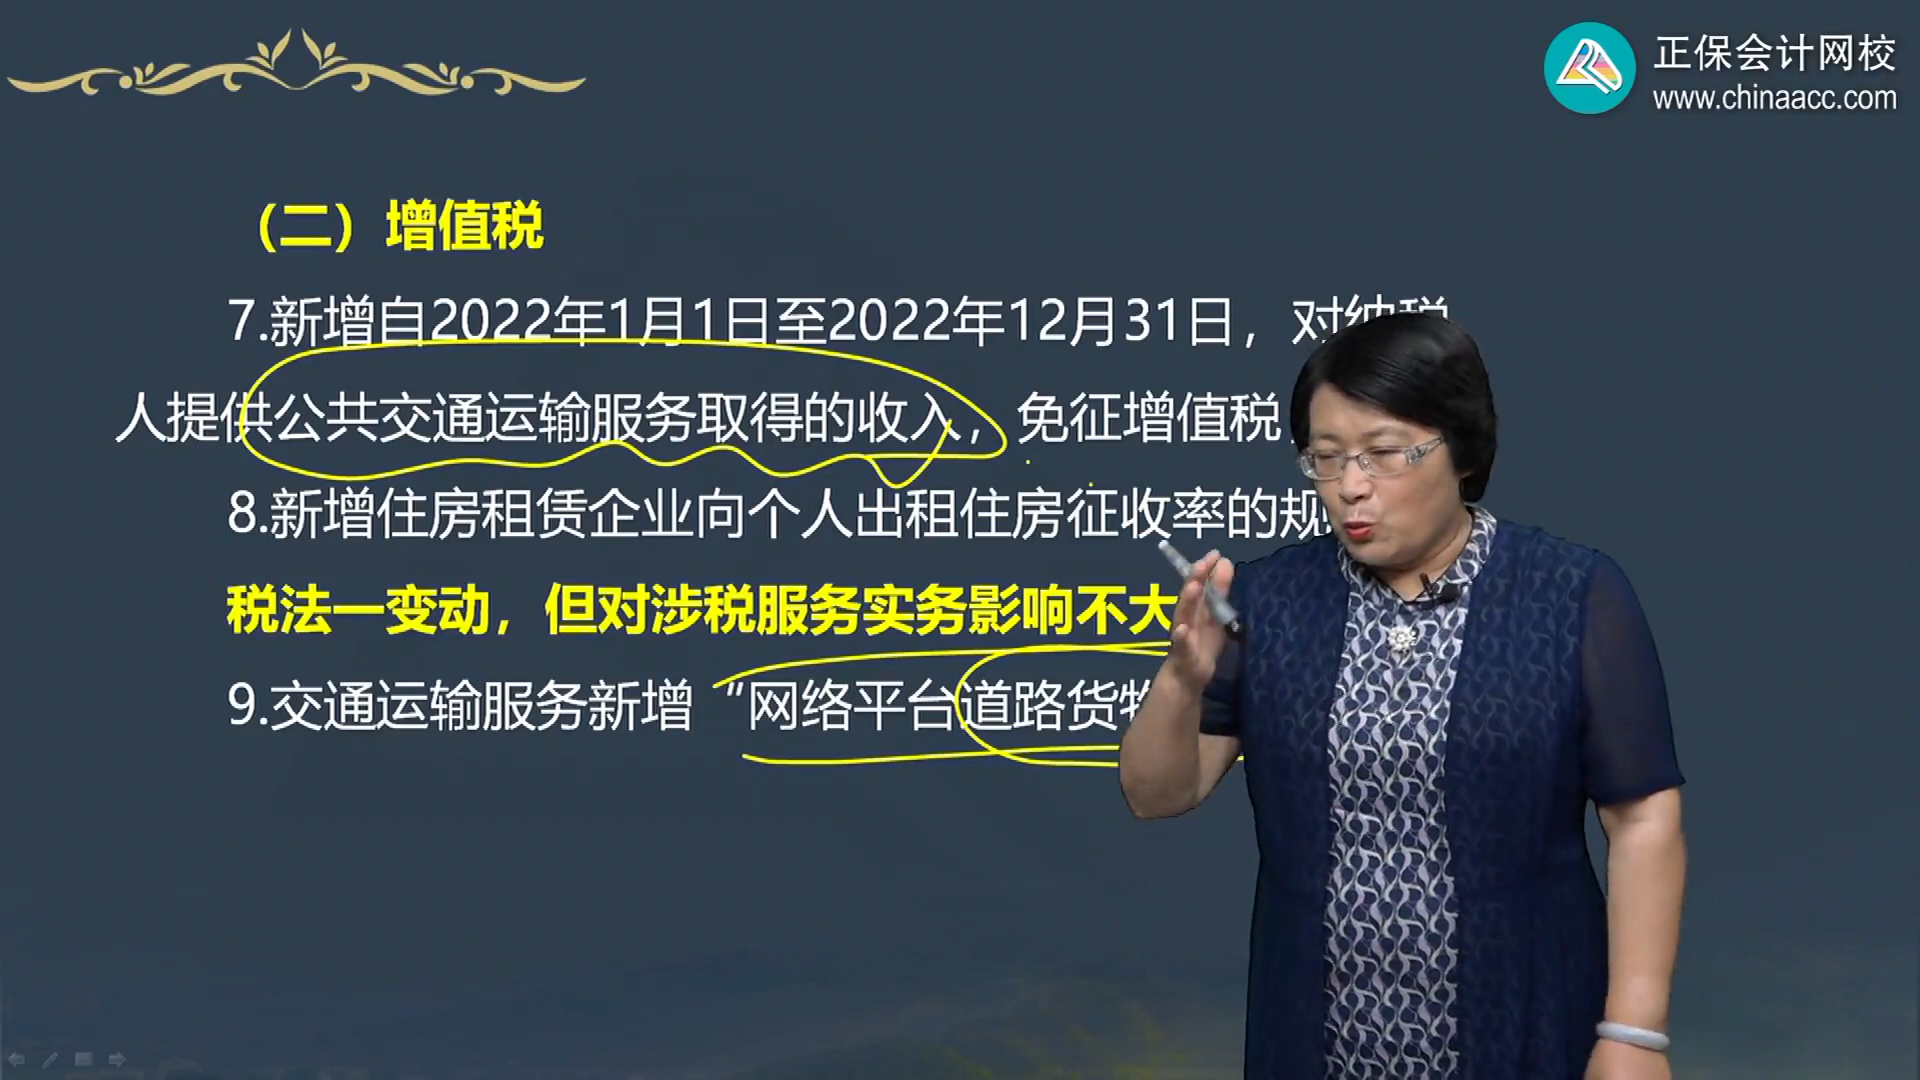 正保会计网校
www.chinaacc.com
（二）增值税
7.新增自2022年1月1日至2022年12月31日，对纳税
人提供公共交通运输服务取得的收入，免征增值税
8.新增住房租赁企业向个人出租住房征收率的规
税法一变动，但对涉税服务实务影响不大
9.交通运输服务新增“网络平台道路货